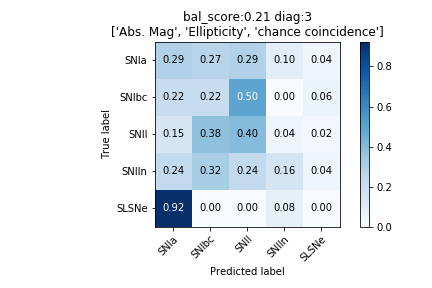 bal_score:0.21 diag:3
['Abs. Mag', 'Ellipticity', 'chance coincidence']
True label
SNIa 0.29 0.27 0.29 0.10 0.04
SNIbc 0.22 0.22 0.50 0.00 0.06
SNII 0.15 0.38 0.40 0.04 0.02
SNIIn 0.24 0.32 0.24 0.16 0.04
SLSNe 0.92 0.00 0.00 0.08 0.00
SNIa SNIbc SNII SNIIn SLSNe
Predicted label
0.8
0.6
0.4
0.2
0.0